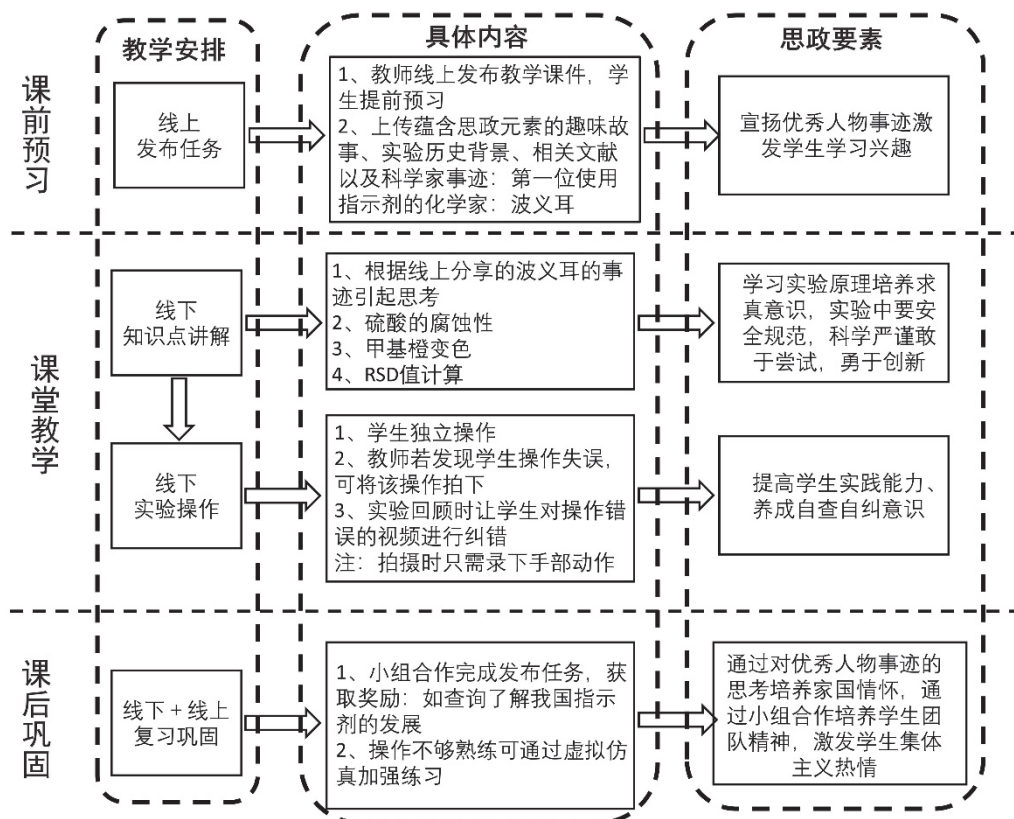 教学安排
具体内容
思政要素
课前预习
线上
发布任务
1、教师线上发布教学课件，学
生提前预习
2、上传蕴含思政元素的趣味故
事、实验历史背景、相关文献
以及科学家事迹：第一位使用
指示剂的化学家：波义耳
宣扬优秀人物事迹激
发学生学习兴趣
课堂教学
线下
知识点讲解
1、根据线上分享的波义耳的事
迹引起思考
2、硫酸的腐蚀性
3、甲基橙变色
4、RSD值计算
学习实验原理培养求
真意识，实验中要安
全规范，科学严谨敢
于尝试，勇于创新
线下
实验操作
1、学生独立操作
2、教师若发现学生操作失误，
可将该操作拍下
3、实验回顾时让学生对操作错
误的视频进行纠错
注：拍摄时只需录下手部动作
提高学生实践能力、
养成自查自纠意识
课后巩固
线下+线上
复习巩固
1、小组合作完成发布任务，获
取奖励：如查询了解我国指示
剂的发展
2、操作不够熟练可通过虚拟仿
真加强练习
通过对优秀人物事迹的
思考培养家国情怀，通
过小组合作培养学生团
队精神，激发学生集体
主义热情